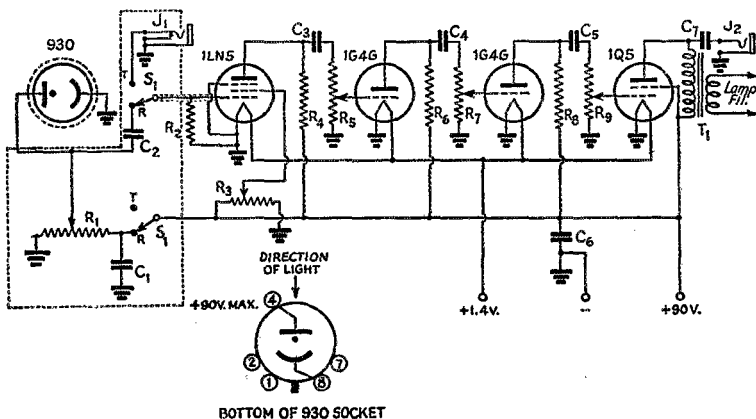 930
J1
T
S1
R
C2
1LN5
C3
1G4G
C4
1G4G
C5
1Q5
C7
J2
R2
R4
R5
R6
R7
R8
R9
T1
Lamp
Fil.
R3
T
R1
R
S1
C1
C6
DIRECTION
OF LIGHT
+90V. MAX.
4
2
1
8
7
+1.4V.
-
+90V.
BOTTOM OF 930 SOCKET